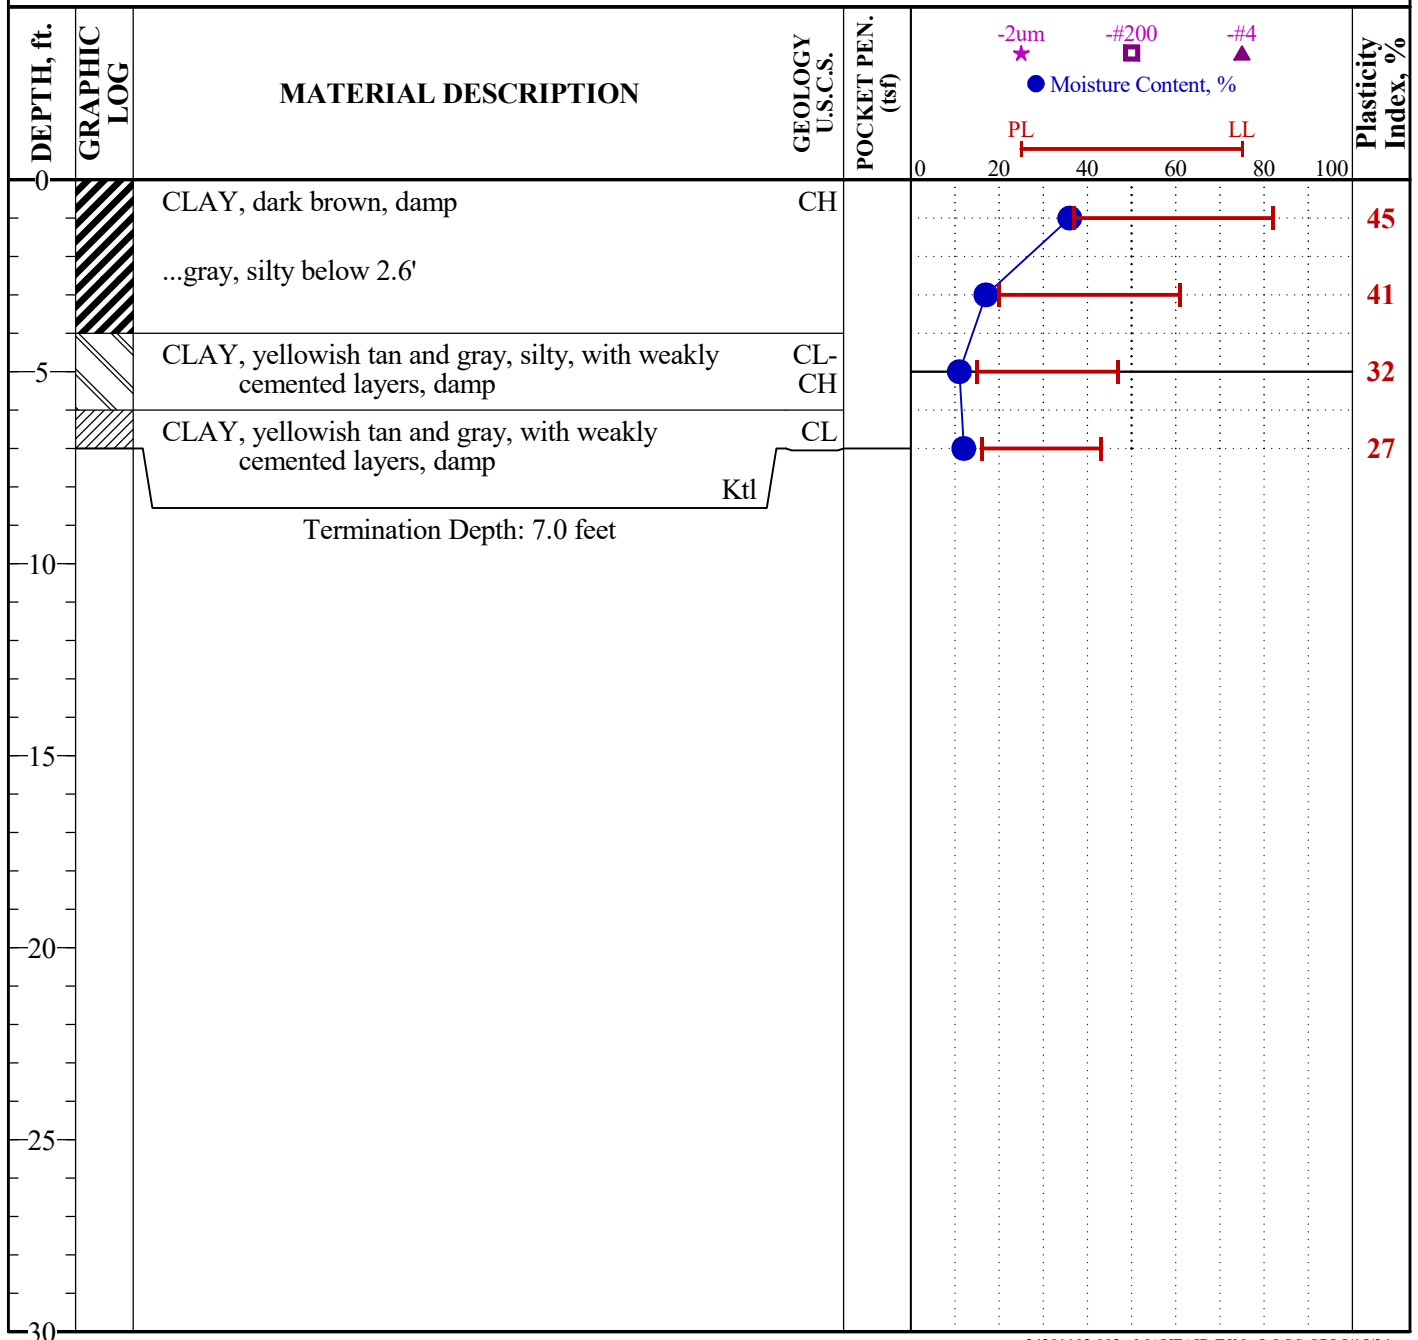 DEPTH, ft.
GRAPHIC
LOG
MATERIAL DESCRIPTION
GEOLOGY
U.S.C.S.
POCKET PEN.
(tsf)
-2um -#200 -#4
Moisture Content, %
PL LL
0 20 40 60 80 100
Plasticity
Index, %
0
CLAY, dark brown, damp CH
45
...gray, silty below 2.6'
41
CLAY, yellowish tan and gray, silty, with weakly CL-
cemented layers, damp CH
5
32
CLAY, yellowish tan and gray, with weakly CL
cemented layers, damp
27
Ktl
Termination Depth: 7.0 feet
10
15
20
25
30